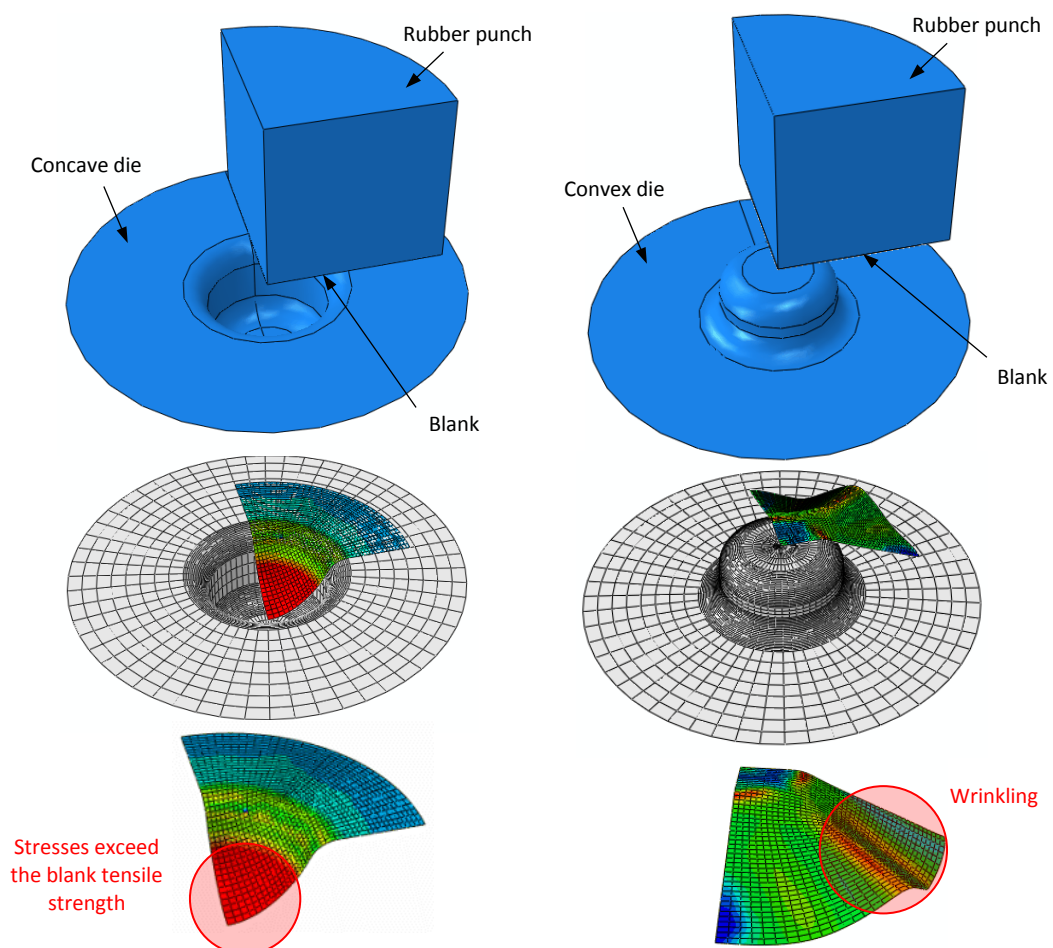 Rubber punch
Rubber punch
Concave die
Convex die
Blank
Blank
Wrinkling
Stresses exceed
the blank tensile
strength